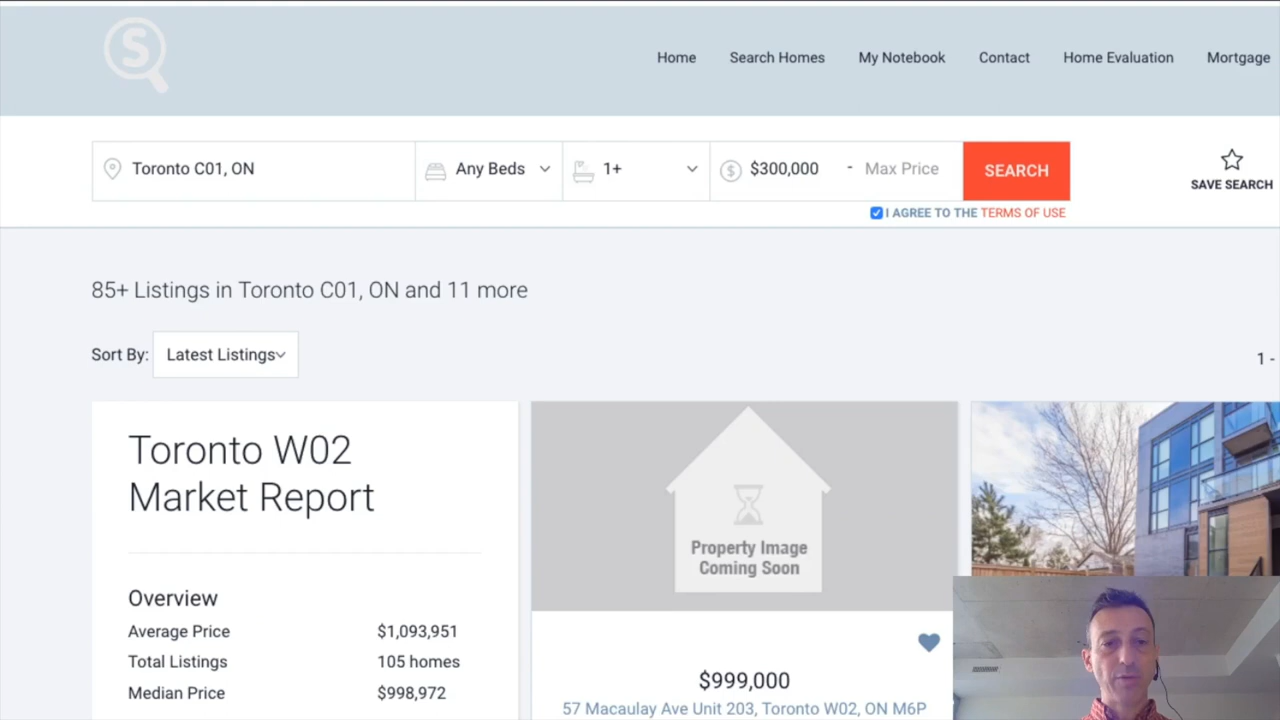 S
Home Search Homes My Notebook Contact Home Evaluation Mortgage
Toronto C01, ON Any Beds 1+ $ $300,000 - Max Price SEARCH
SAVE SEARCH
I AGREE TO THE TERMS OF USE
85+ Listings in Toronto C01, ON and 11 more
Sort By: Latest Listings
1 -
Toronto W02
Market Report
Overview
Average Price $1,093,951
Total Listings 105 homes
Median Price $998,972
Property Image
Coming Soon
$999,000
57 Macaulay Ave Unit 203, Toronto W02, ON M6P